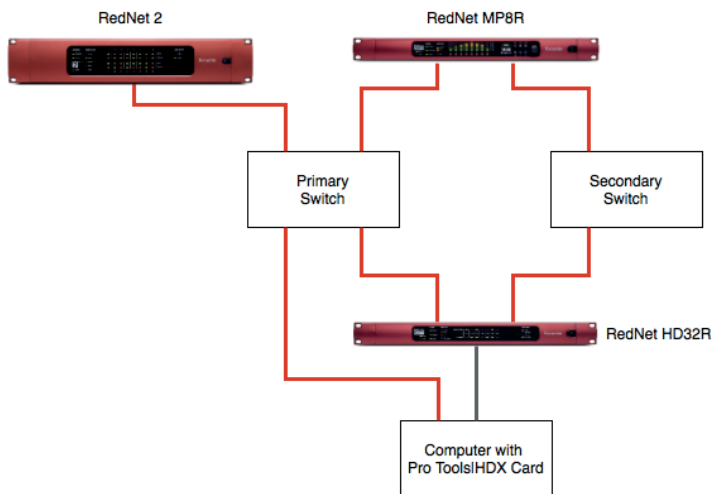 RedNet 2
RedNet MP8R
Primary
Switch
Secondary
Switch
RedNet HD32R
Computer with
Pro Tools|HDX Card